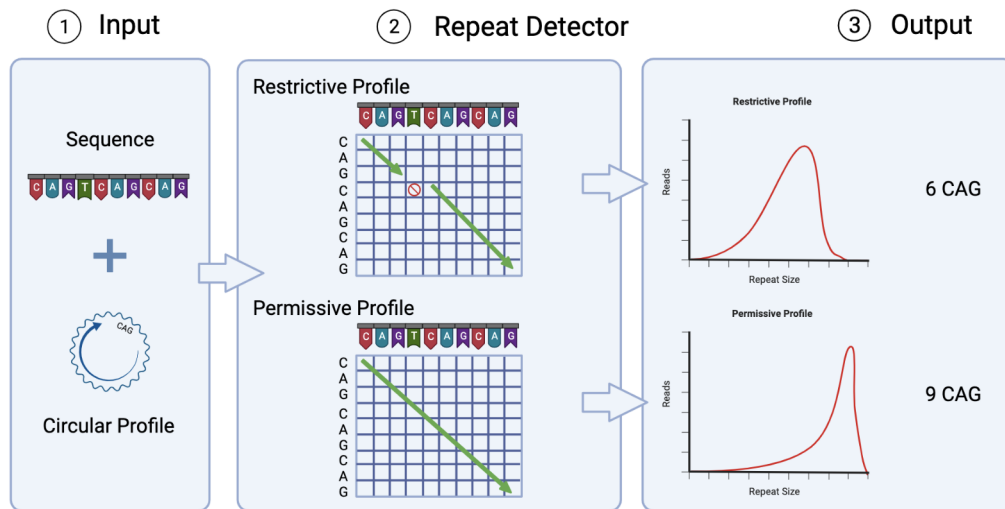 1 Input
2 Repeat Detector
3 Output
Sequence
C A G T C A G C A G
CAG
Circular Profile
Restrictive Profile
C A G T C A G C A G
C
A
G
C
A
G
C
A
G
Permissive Profile
C A G T C A G C A G
C
A
G
C
A
G
C
A
G
Restrictive Profile
Reads
Repeat Size
6 CAG
Permissive Profile
Reads
Repeat Size
9 CAG